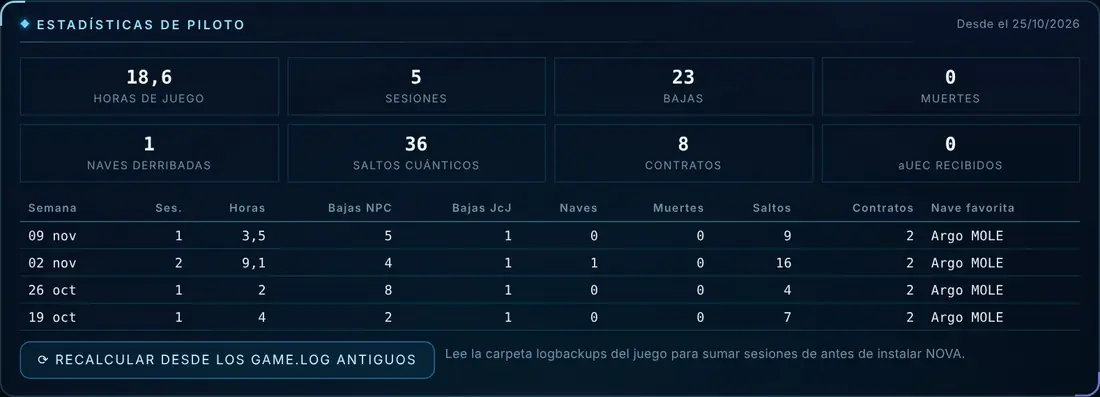 ESTADÍSTICAS DE PILOTO Desde el 25/10/2026
18,6 5 23 0
HORAS DE JUEGO SESIONES BAJAS MUERTES
1 36 8 0
NAVES DERRIBADAS SALTOS CUÁNTICOS CONTRATOS aUEC RECIBIDOS
Semana Ses. Horas Bajas NPC Bajas JcJ Naves Muertes Saltos Contratos Nave favorita
09 nov 1 3,5 5 1 0 0 9 2 Argo MOLE
02 nov 2 9,1 4 1 1 0 16 2 Argo MOLE
26 oct 1 2 8 1 0 0 4 2 Argo MOLE
19 oct 1 4 2 1 0 0 7 2 Argo MOLE
⟳ RECALCULAR DESDE LOS GAME.LOG ANTIGUOS Lee la carpeta logbackups del juego para sumar sesiones de antes de instalar NOVA.